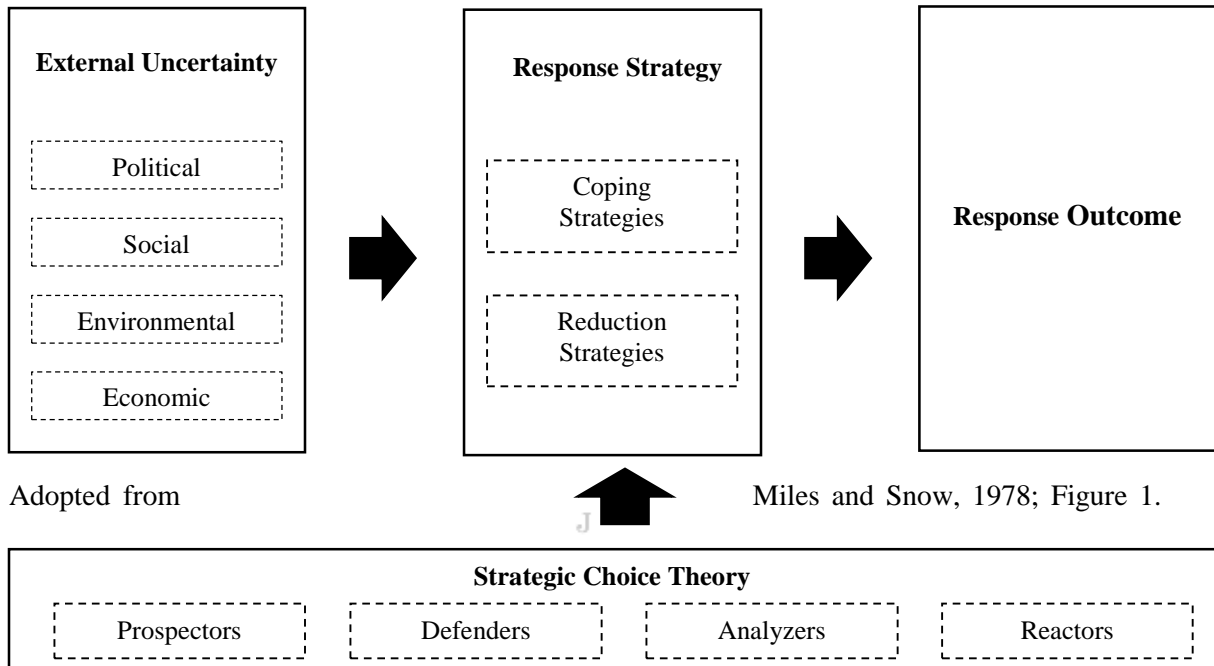 External Uncertainty
Political
Social
Environmental
Economic
Response Strategy
Coping
Strategies
Reduction
Strategies
Response Outcome
Adopted from
Miles and Snow, 1978; Figure 1.
J
Strategic Choice Theory
Prospectors
Defenders
Analyzers
Reactors